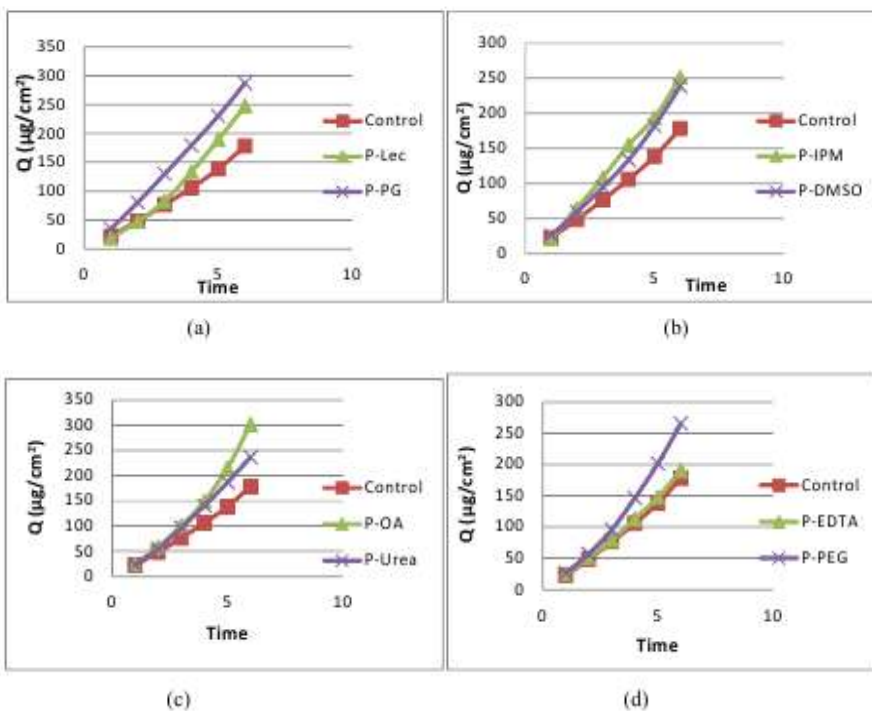 350
300
250
200
150
100
50
0
Q (µg/cm²)
0
5
10
Time
Control
P-Lec
P-PG
(a)
300
250
200
150
100
50
0
Q (µg/cm²)
0
5
10
Time
Control
P-IPM
P-DMSO
(b)
350
300
250
200
150
100
50
0
Q (µg/cm²)
0
5
10
Time
Control
P-OA
P-Urea
(c)
300
250
200
150
100
50
0
Q (µg/cm²)
0
5
10
Time
Control
P-EDTA
P-PEG
(d)